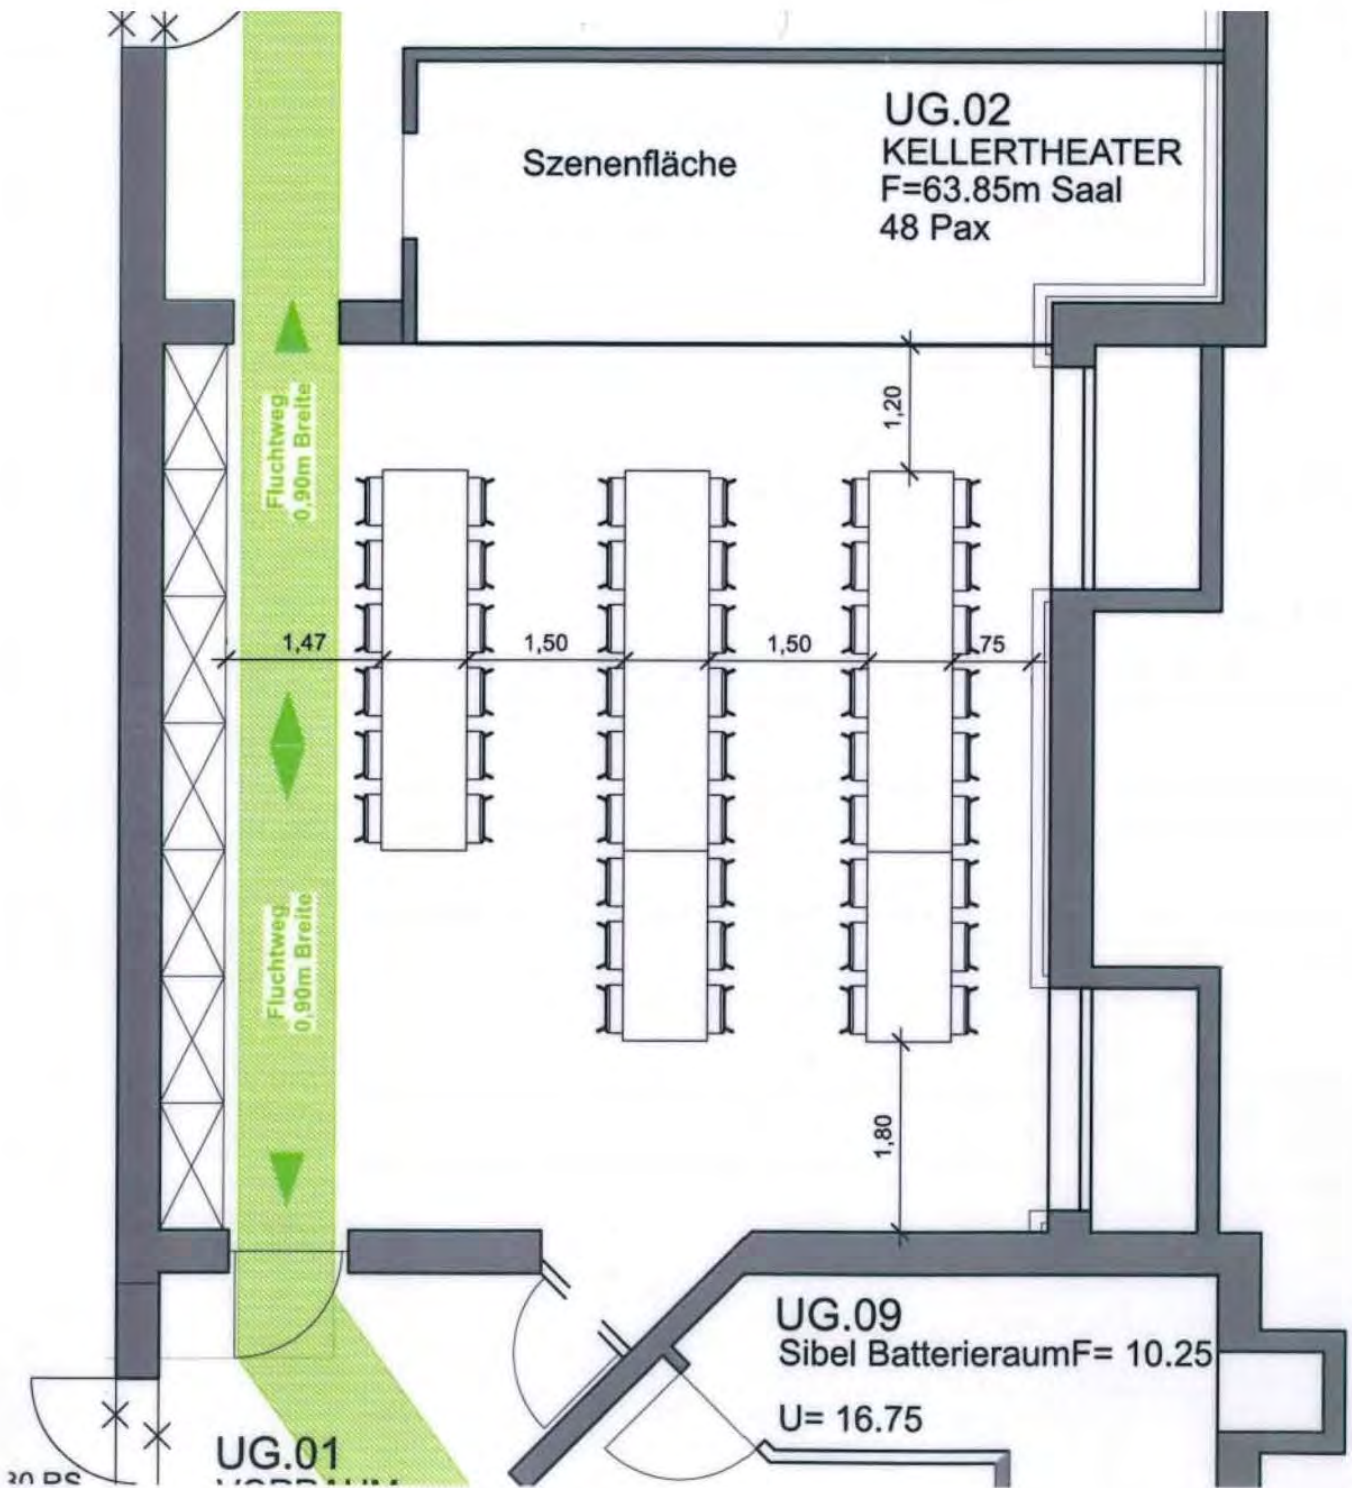 UG.02
KELLERTHEATER
F=63.85m Saal
48 Pax
Szenenfläche
1,20
Fluchtweg
0,90m Breite
1,47
1,50
1,50
,75
Fluchtweg
0,90m Breite
1,80
UG.09
Sibel BatterieraumF= 10.25
U= 16.75
UG.01
VORRAUM